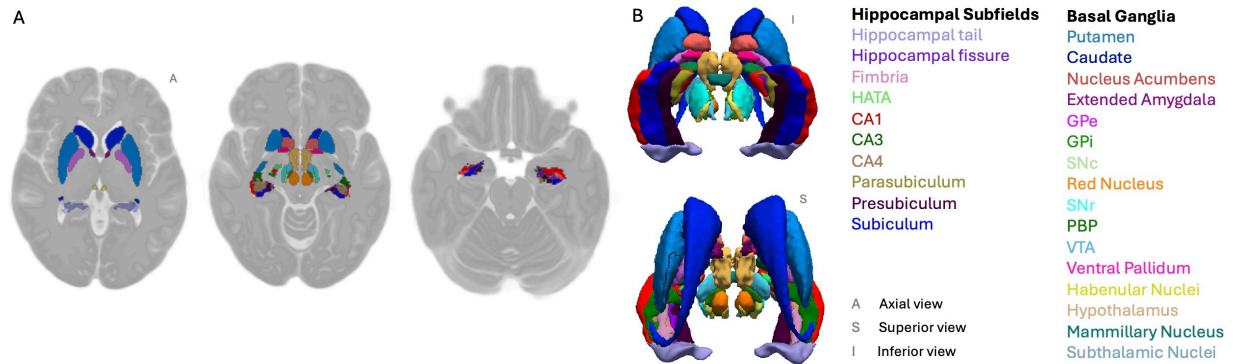 A
A
B
I
S
Hippocampal Subfields
Hippocampal tail
Hippocampal fissure
Fimbria
HATA
CA1
CA3
CA4
Parasubiculum
Presubiculum
Subiculum
A Axial view
S Superior view
I Inferior view
Basal Ganglia
Putamen
Caudate
Nucleus Acumbens
Extended Amygdala
GPe
GPi
SNc
Red Nucleus
SNr
PBP
VTA
Ventral Pallidum
Habenular Nuclei
Hypothalamus
Mammillary Nucleus
Subthalamic Nuclei